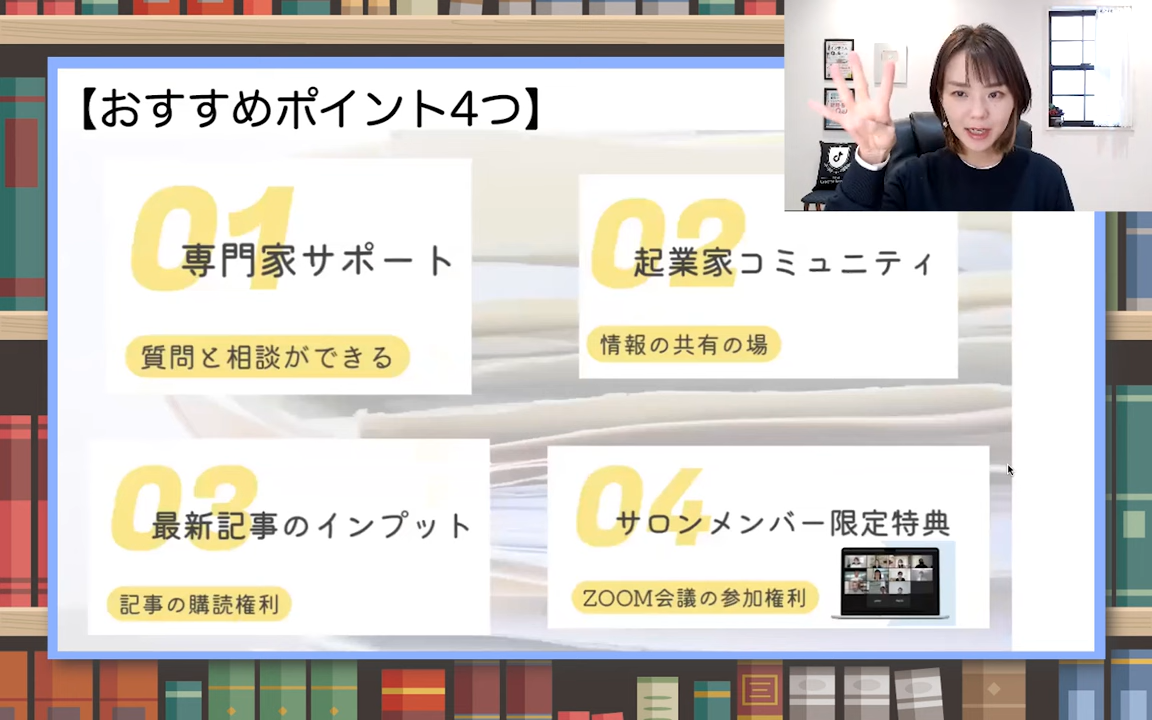 【おすすめポイント4つ】
01
専門家サポート
質問と相談ができる
02
起業家コミュニティ
情報の共有の場
03
最新記事のインプット
記事の購読権利
04
サロンメンバー限定特典
ZOOM会議の参加権利